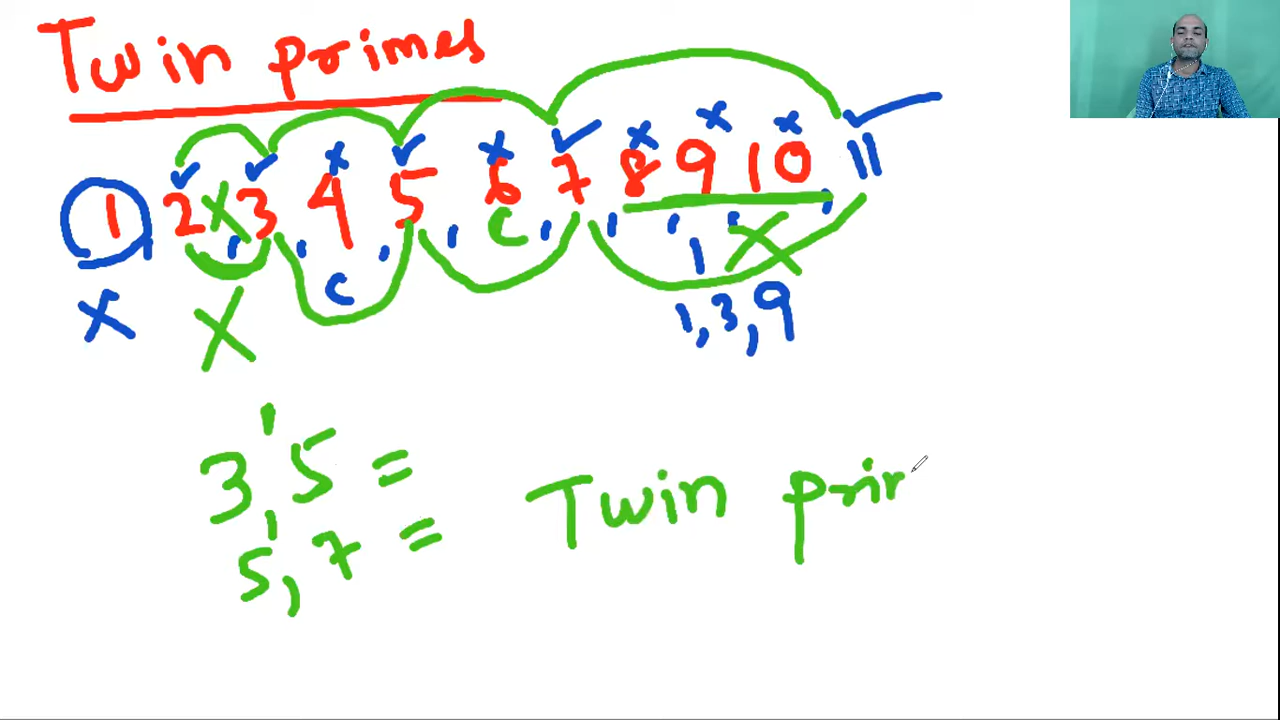 Twin primes
1 2 3 4 5 6 7 8 9 10 11
C
C
1
1, 3, 9
3, 5 =
5, 7 =
Twin prir